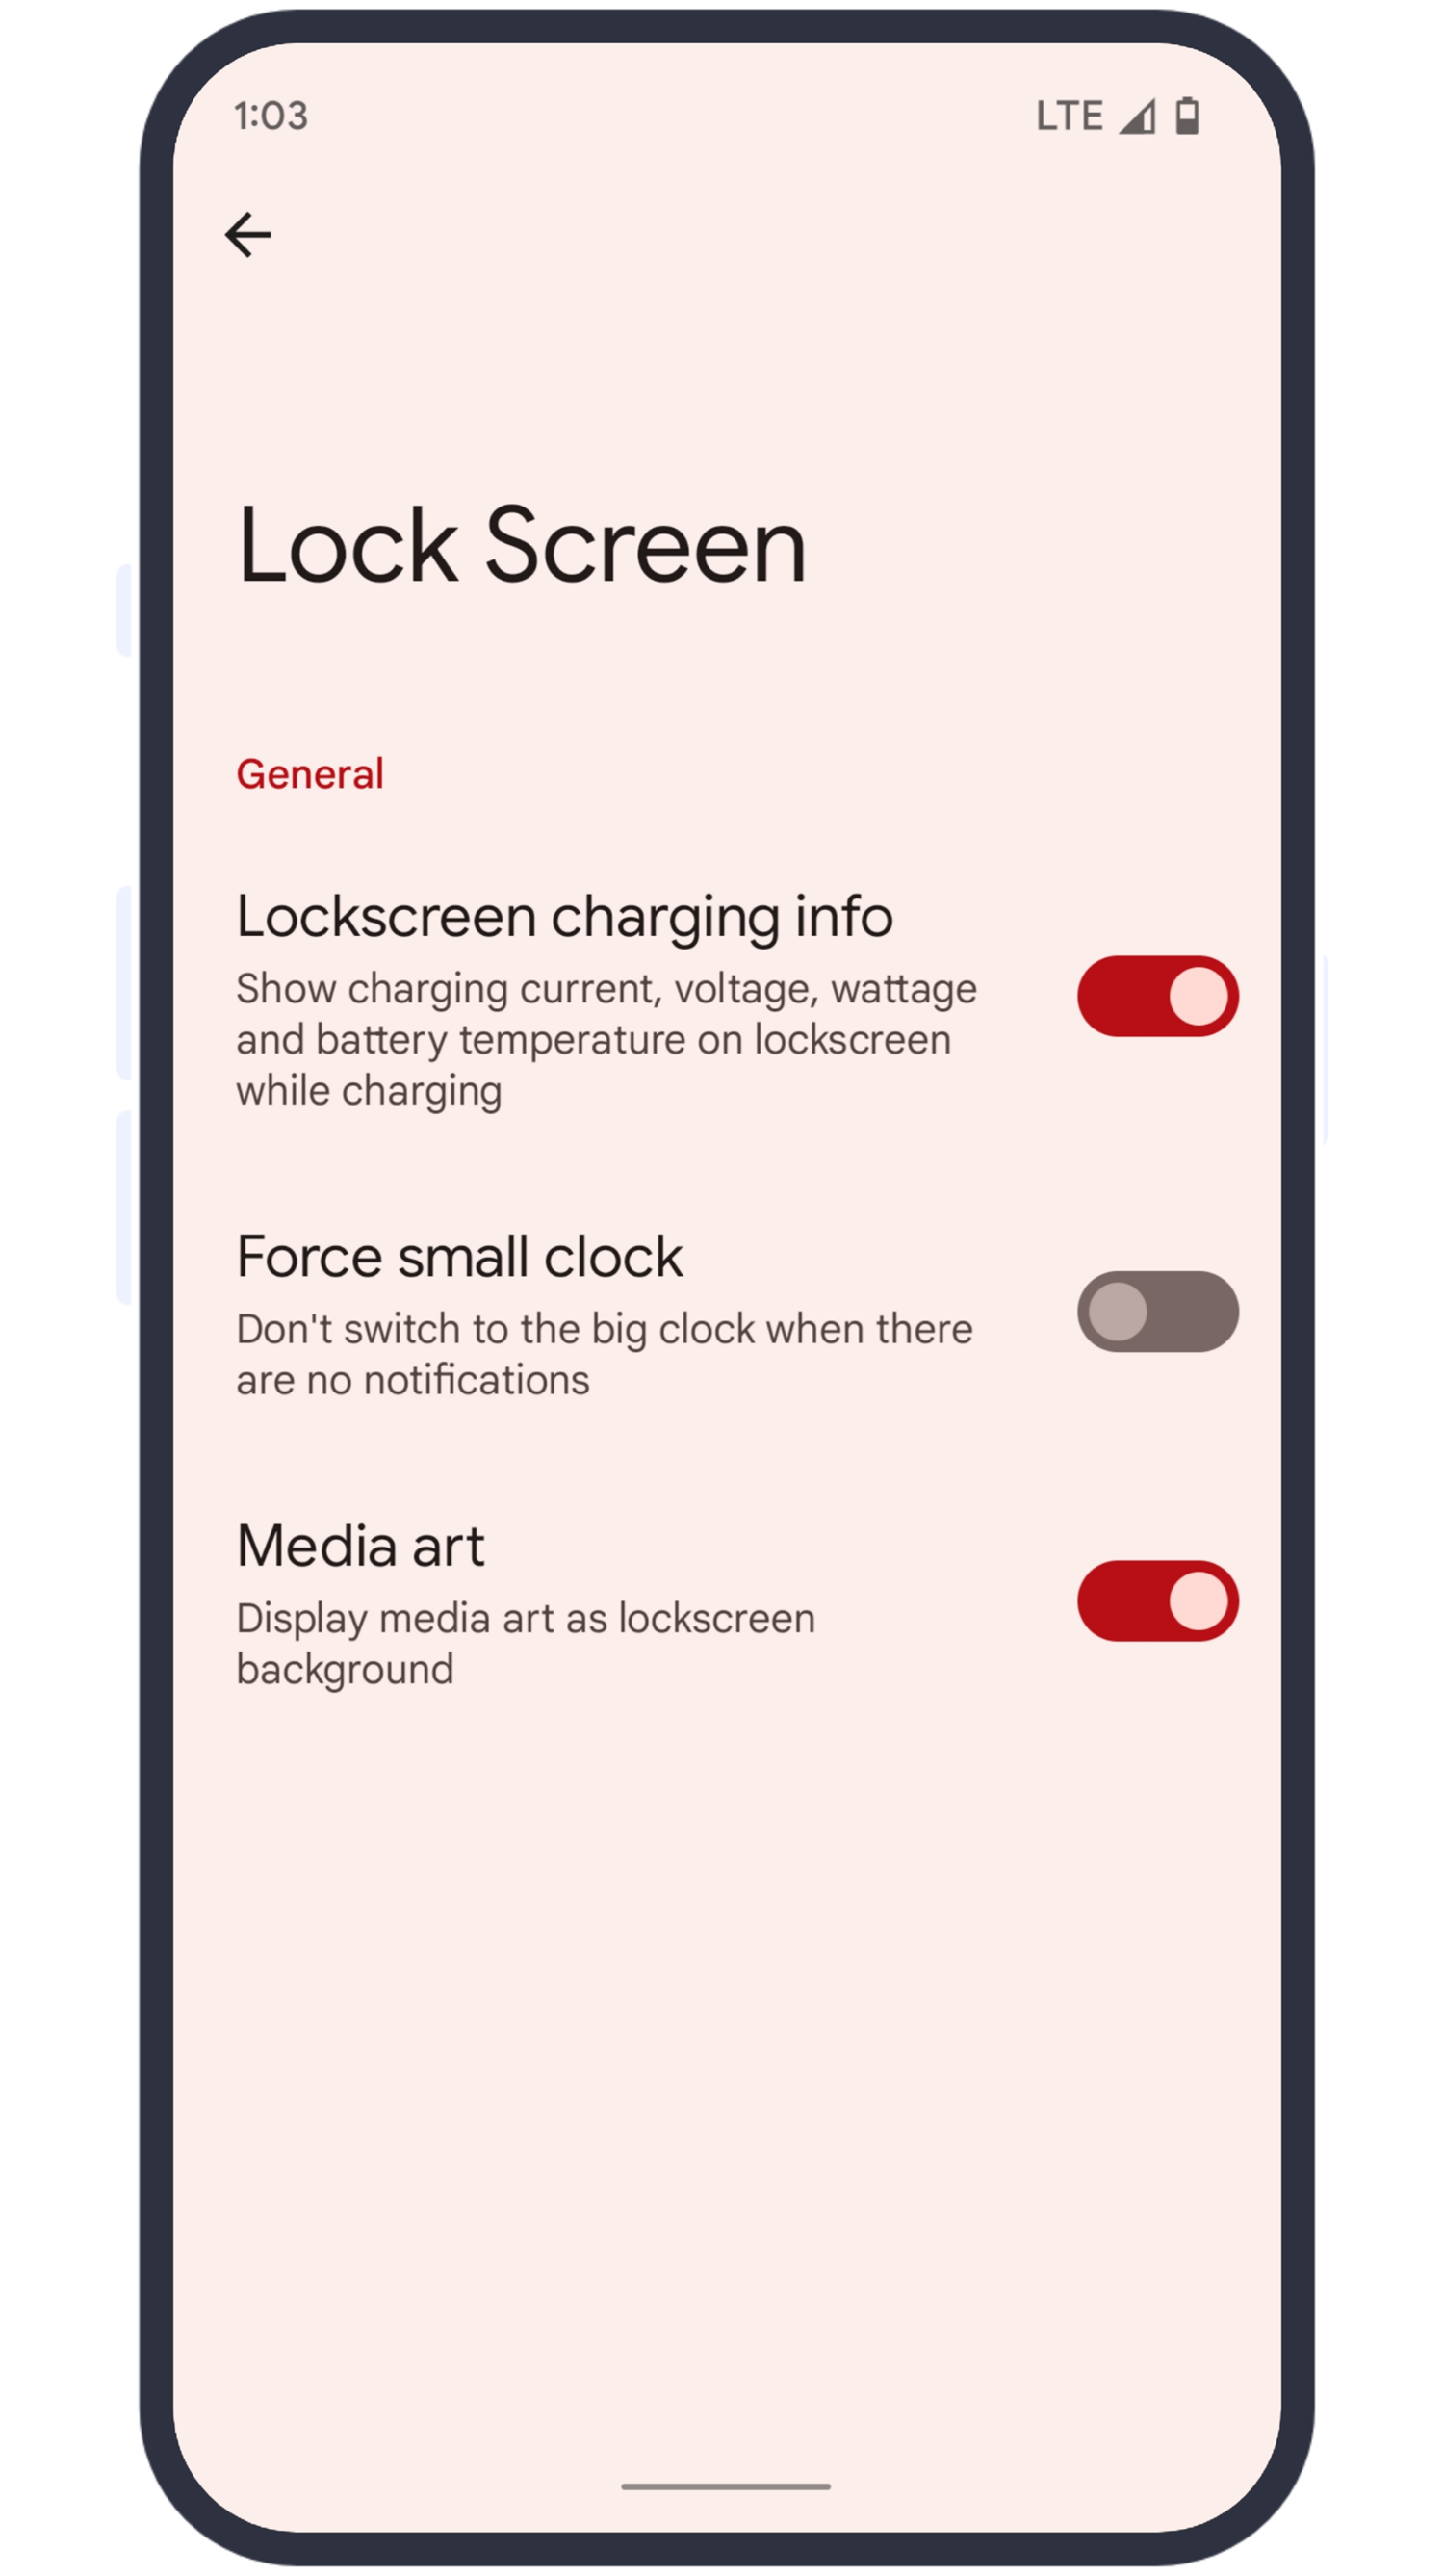 1:03
LTE
Lock Screen
General
Lockscreen charging info
Show charging current, voltage, wattage
and battery temperature on lockscreen
while charging
Force small clock
Don't switch to the big clock when there
are no notifications
Media art
Display media art as lockscreen
background